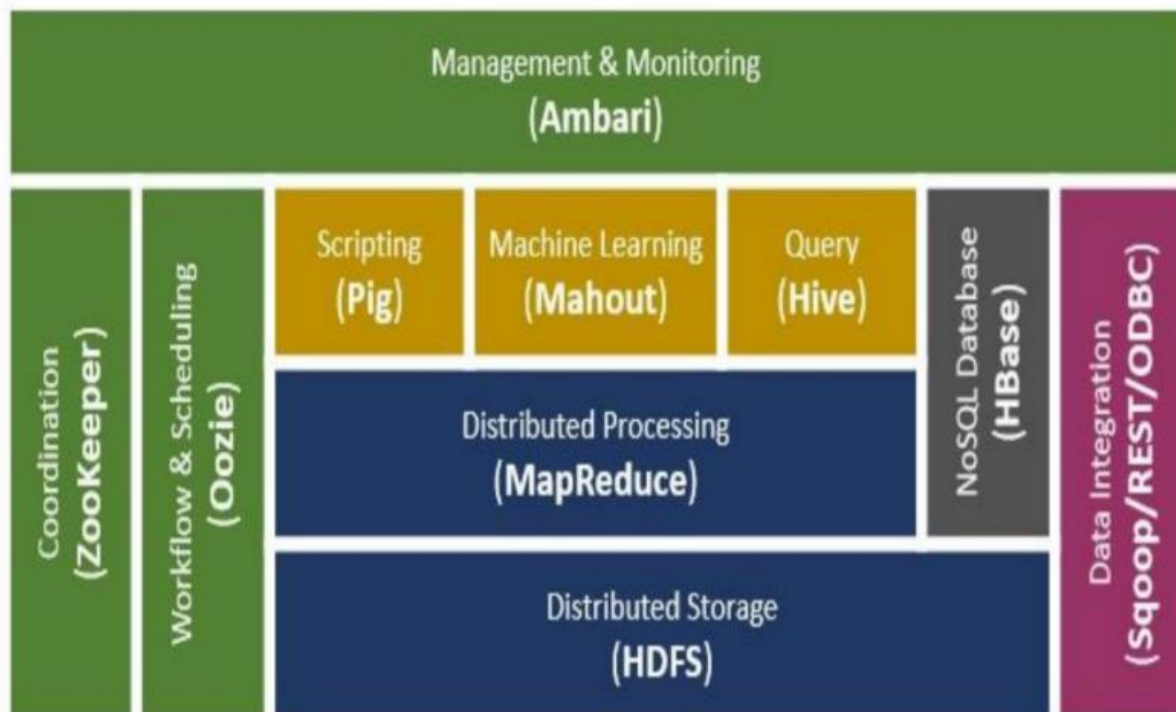 Management & Monitoring
(Ambari)
Coordination
(ZooKeeper)
Workflow & Scheduling
(Oozie)
Scripting
(Pig)
Machine Learning
(Mahout)
Query
(Hive)
NoSQL Database
(HBase)
Data Integration
(Sqoop/REST/ODBC)
Distributed Processing
(MapReduce)
Distributed Storage
(HDFS)